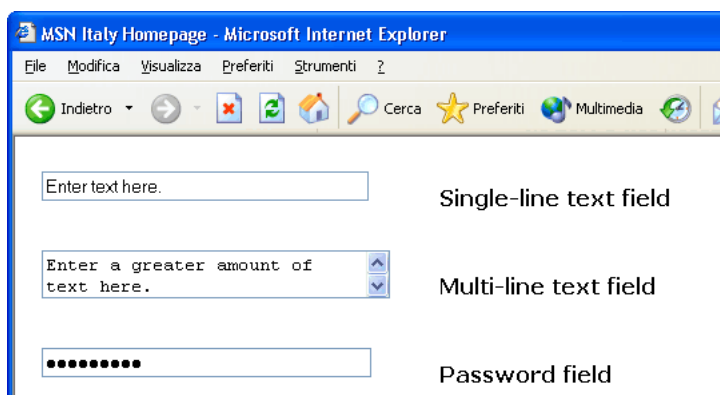 MSN Italy Homepage - Microsoft Internet Explorer
File Modifica Visualizza Preferiti Strumenti ?
Indietro Cerca Preferiti Multimedia
Enter text here.
Single-line text field
Enter a greater amount of
text here.
Multi-line text field
•••••••••
Password field